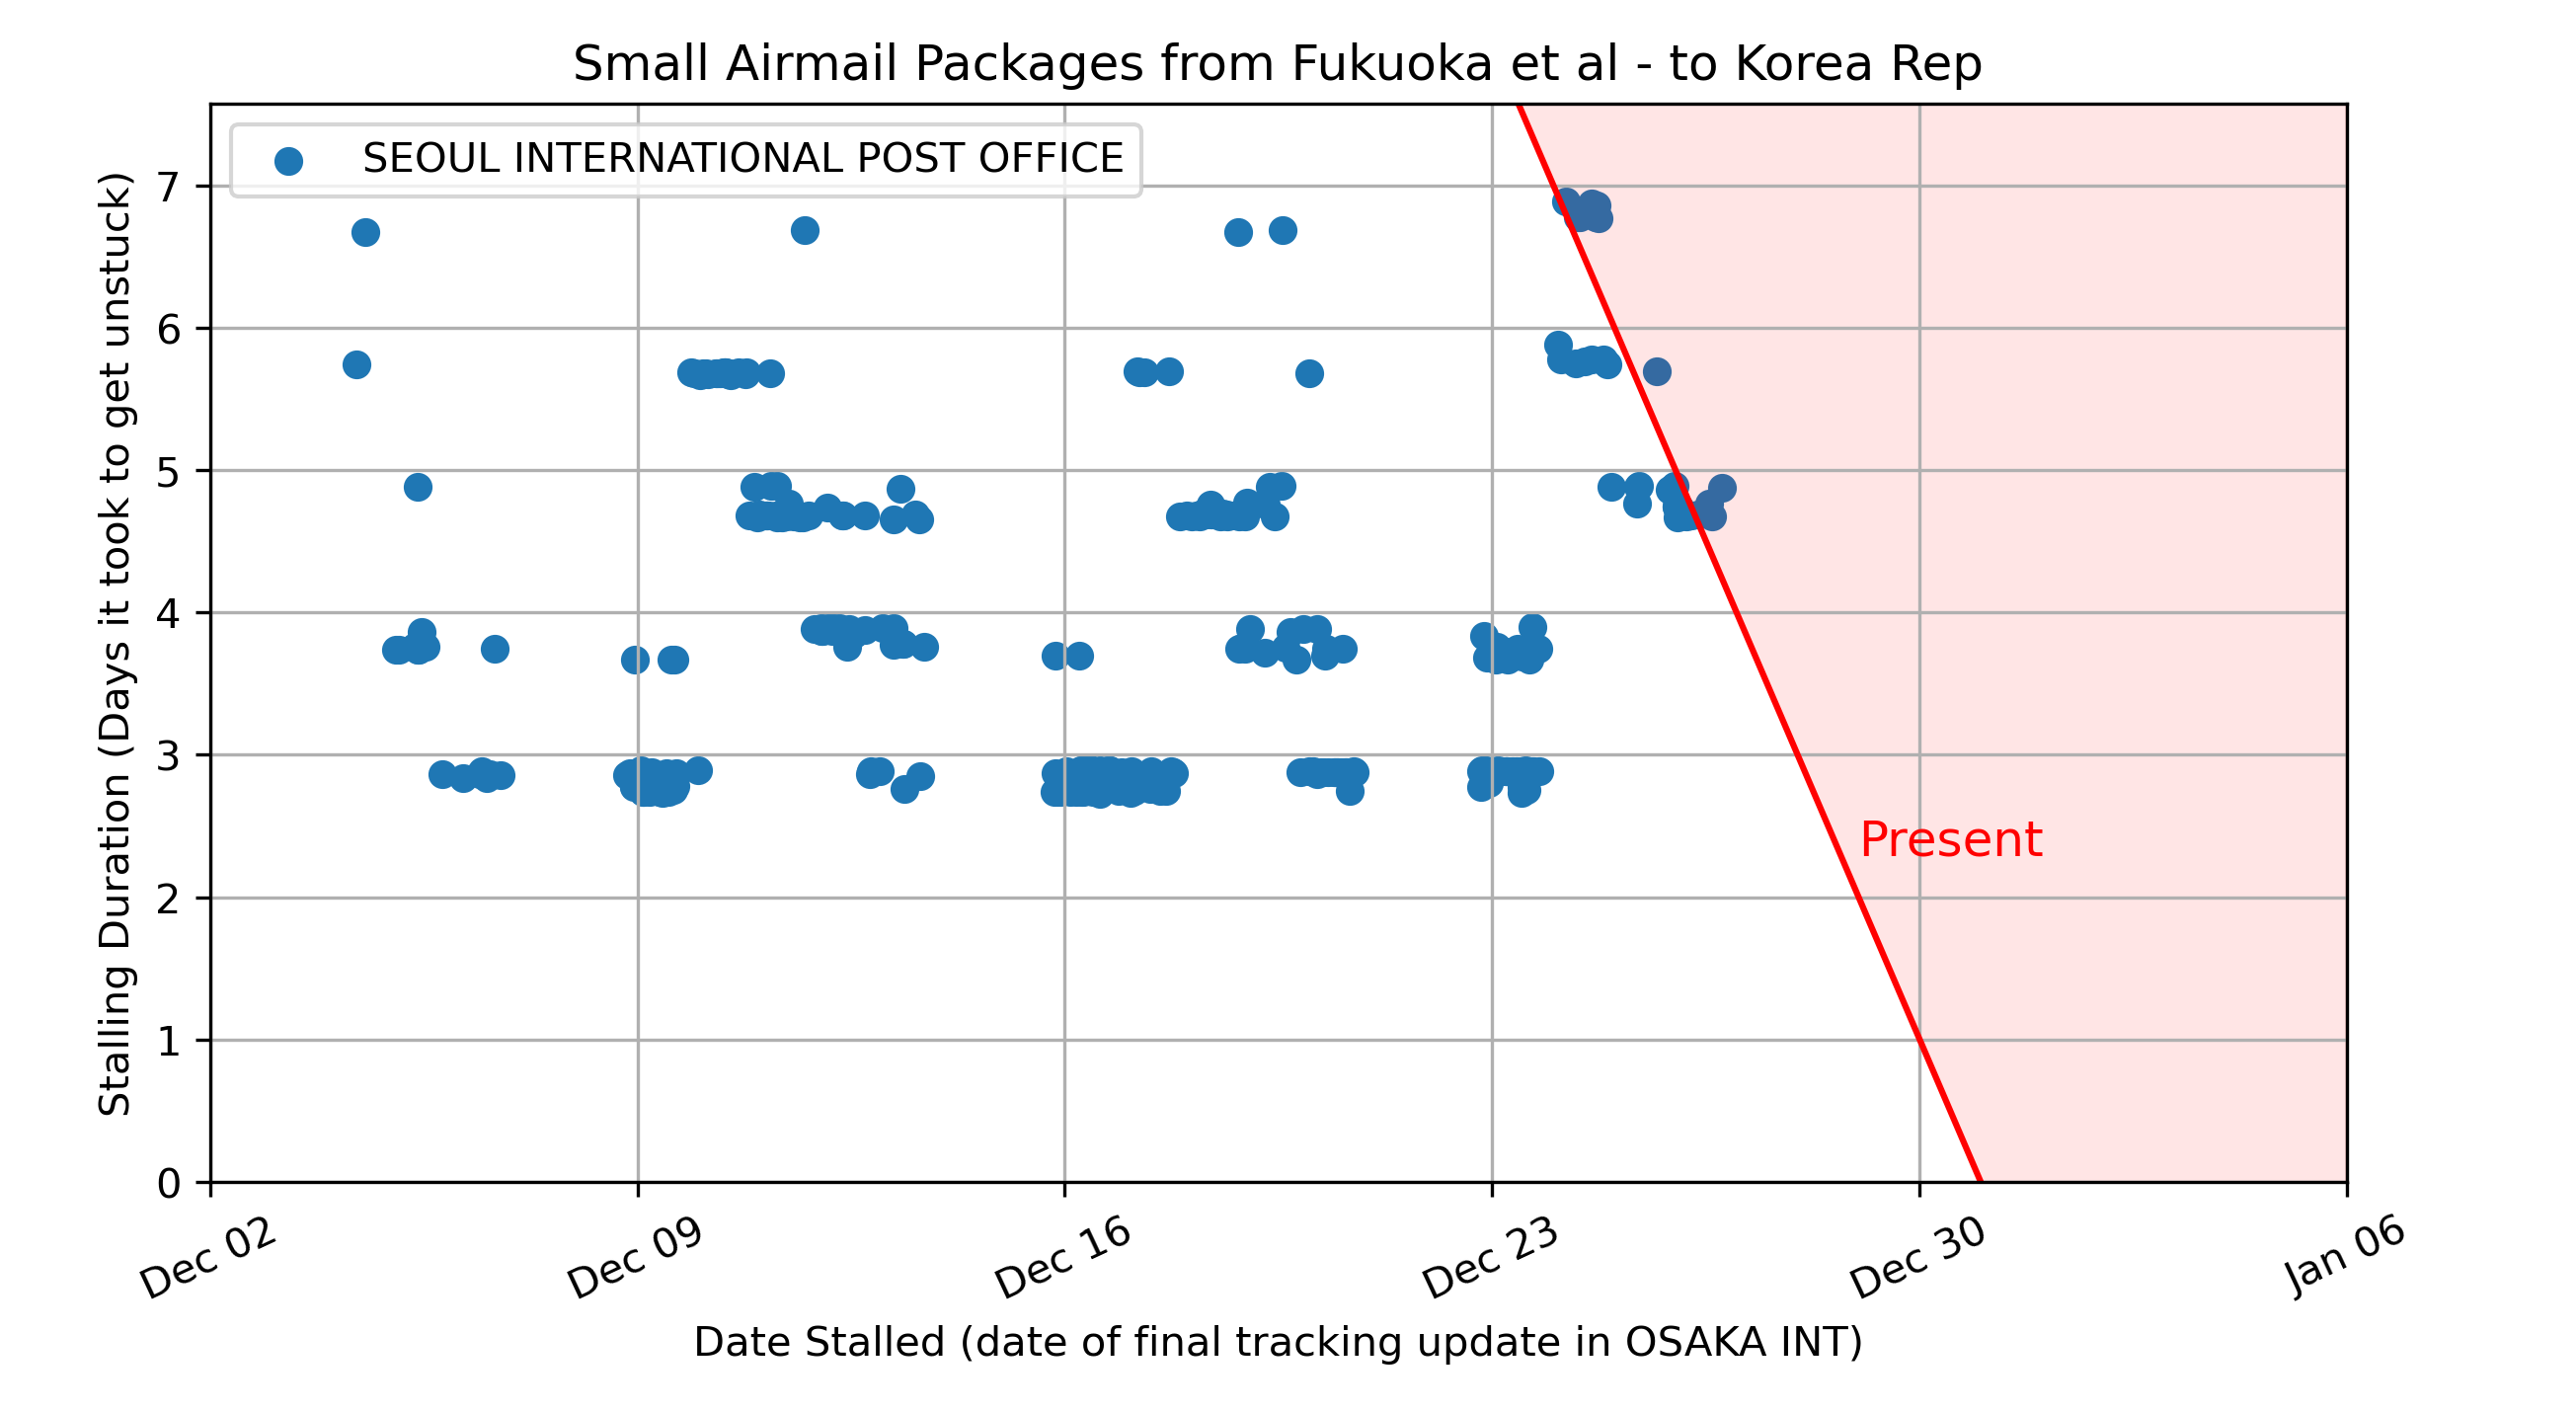 Small Airmail Packages from Fukuoka et al - to Korea Rep
SEOUL INTERNATIONAL POST OFFICE
Stalling Duration (Days it took to get unstuck)
7
6
5
4
3
2
1
0
Present
Dec 02
Dec 09
Dec 16
Dec 23
Dec 30
Jan 06
Date Stalled (date of final tracking update in OSAKA INT)